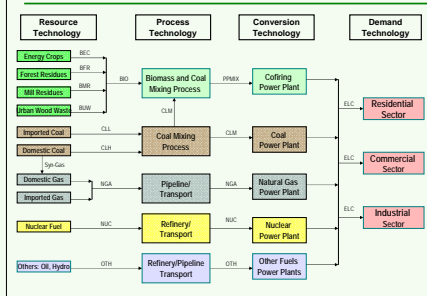 Resource
Technology
Process
Technology
Conversion
Technology
Demand
Technology
Energy Crops
BEC
Forest Residues
BFR
Mill Residues
BMR
Urban Wood Waste
BUW
BIO
Biomass and Coal
Mixing Process
PPMIX
Cofiring
Power Plant
CLM
ELC
Residential
Sector
Imported Coal
CLL
Domestic Coal
CLH
Coal Mixing
Process
CLM
Coal
Power Plant
Syn-Gas
ELC
Commercial
Sector
Domestic Gas
Imported Gas
NGA
Pipeline/
Transport
NGA
Natural Gas
Power Plant
ELC
Industrial
Sector
Nuclear Fuel
NUC
Refinery/
Transport
NUC
Nuclear
Power Plant
Others: Oil, Hydro
OTH
Refinery/Pipeline
Transport
OTH
Other Fuels
Power Plants